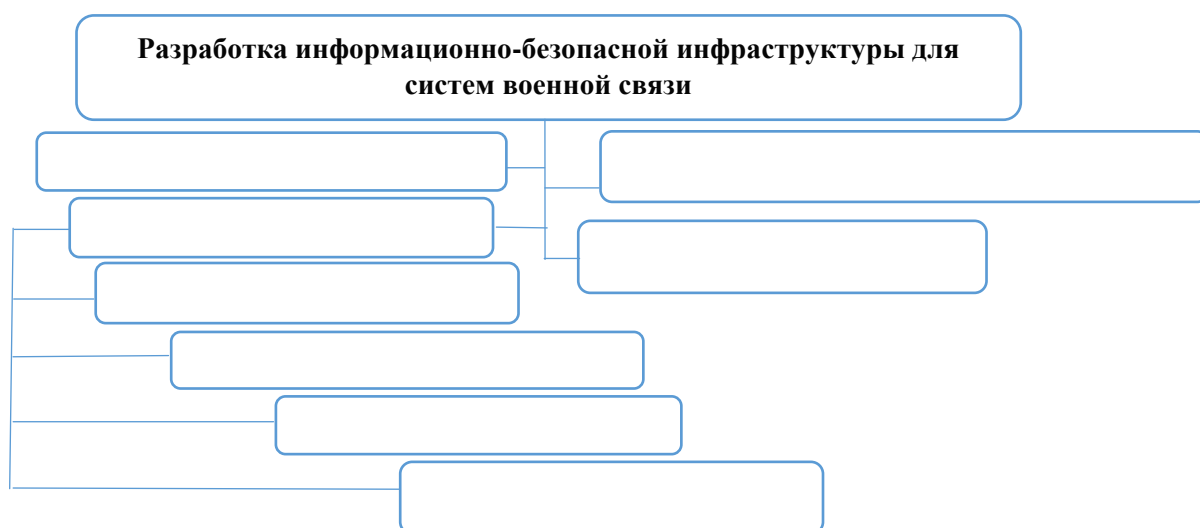 Разработка информационно-безопасной инфраструктуры для
систем военной связи